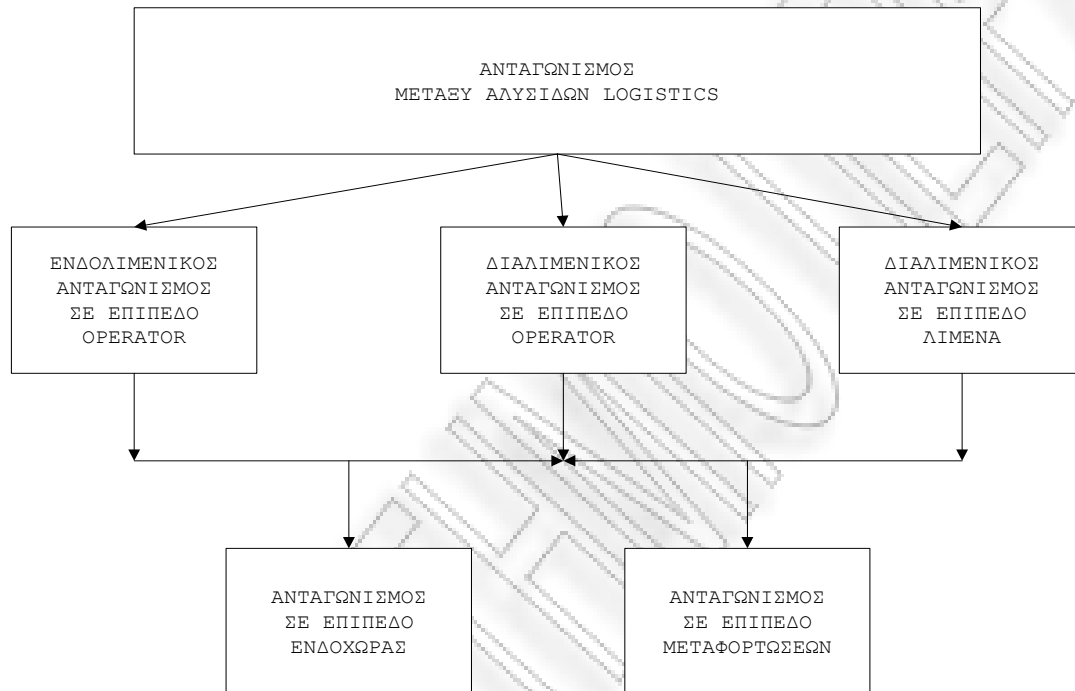 ΑΝΤΑΓΩΝΙΣΜΟΣ
ΜΕΤΑΞΥ ΑΛΥΣΙΔΩΝ LOGISTICS
ΕΝΔΟΛΙΜΕΝΙΚΟΣ
ΑΝΤΑΓΩΝΙΣΜΟΣ
ΣΕ ΕΠΙΠΕΔΟ
OPERATOR
ΔΙΑΛΙΜΕΝΙΚΟΣ
ΑΝΤΑΓΩΝΙΣΜΟΣ
ΣΕ ΕΠΙΠΕΔΟ
OPERATOR
ΔΙΑΛΙΜΕΝΙΚΟΣ
ΑΝΤΑΓΩΝΙΣΜΟΣ
ΣΕ ΕΠΙΠΕΔΟ
ΛΙΜΕΝΑ
ΑΝΤΑΓΩΝΙΣΜΟΣ
ΣΕ ΕΠΙΠΕΔΟ
ΕΝΔΟΧΩΡΑΣ
ΑΝΤΑΓΩΝΙΣΜΟΣ
ΣΕ ΕΠΙΠΕΔΟ
ΜΕΤΑΦΟΡΤΩΣΕΩΝ